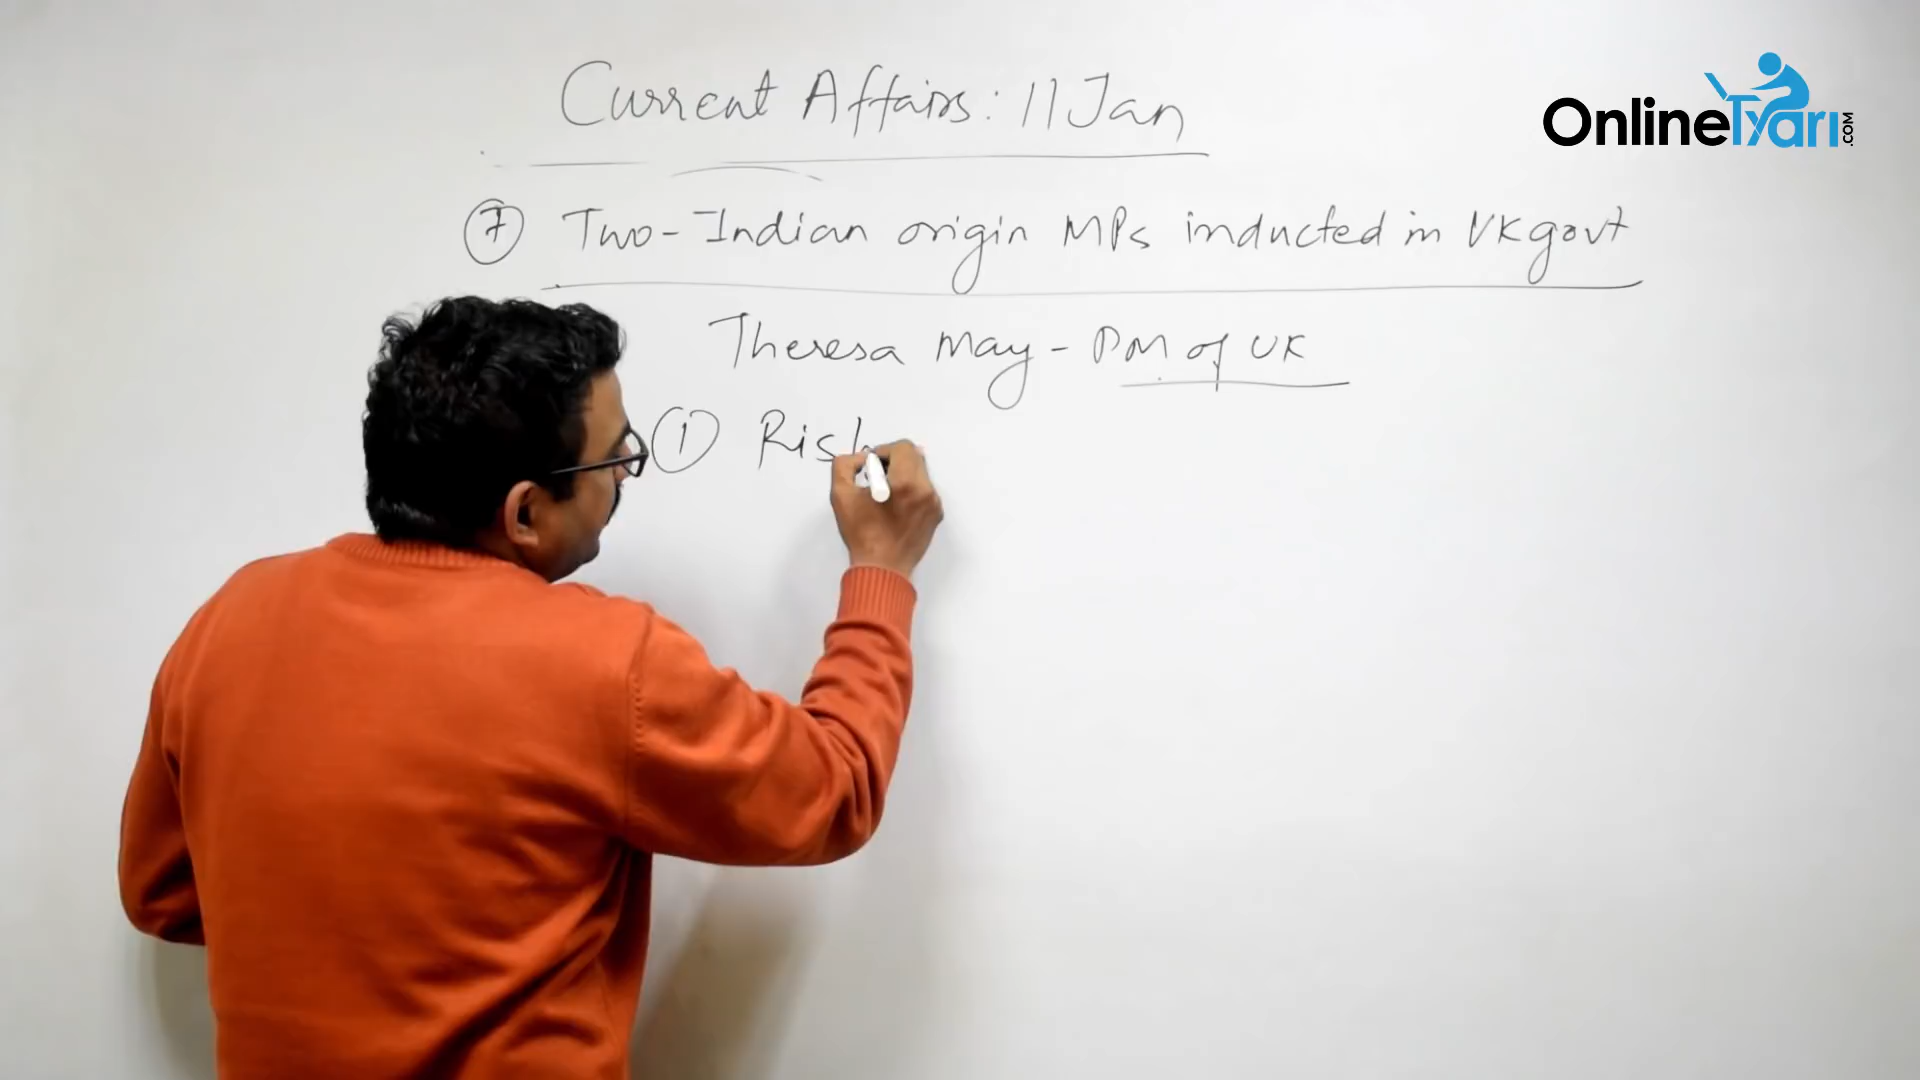 Current Affairs: 11 Jan
OnlineTyari.COM
7 Two-Indian origin MPs inducted in UK govt
Theresa May - PM of UK
1 Rish